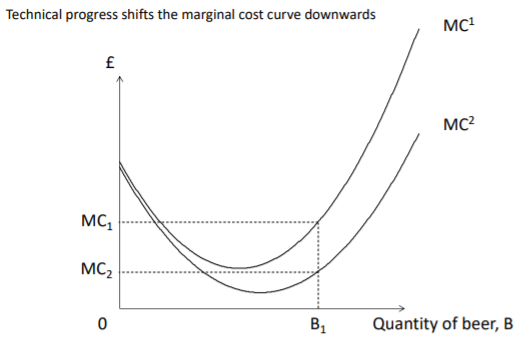 Technical progress shifts the marginal cost curve downwards
MC¹
£
MC²
MC₁
MC₂
0
B₁
Quantity of beer, B